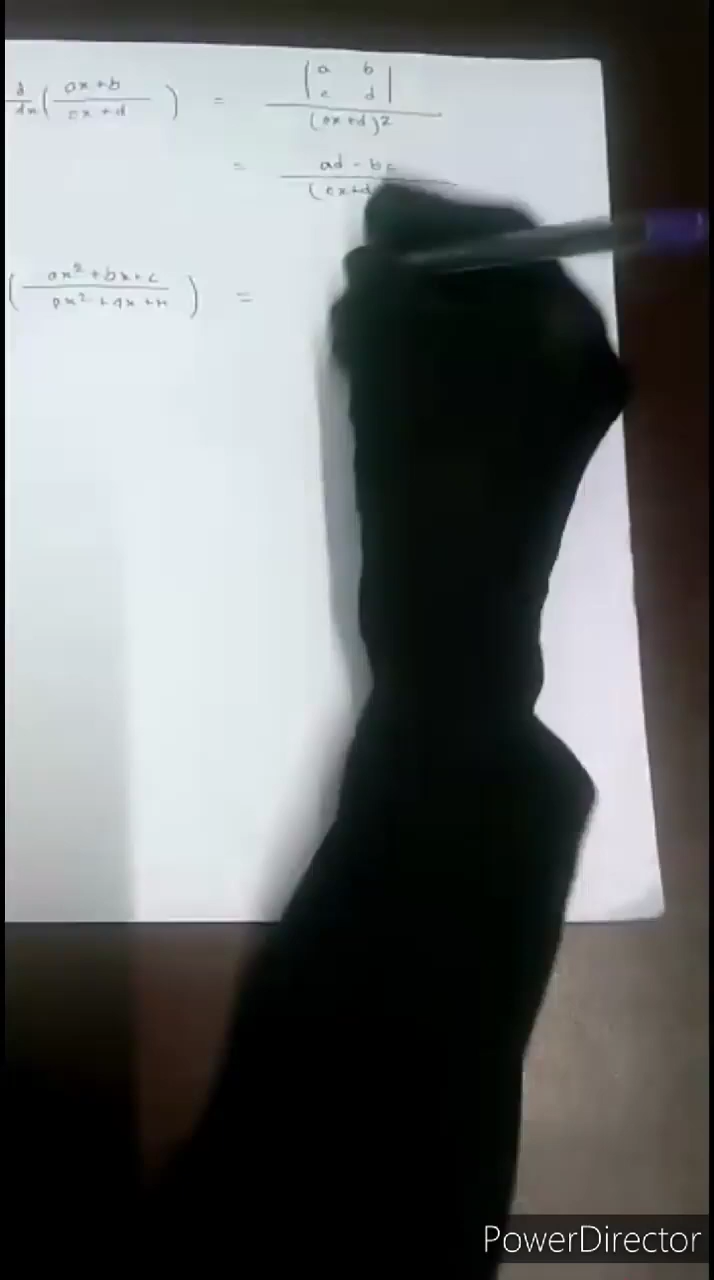 d/dx (ax+b / cx+d) = |a b| |c d| / (cx+d)²
= ad - bc / (cx+d
(ax²+bx+c / px²+qx+r) =
PowerDirector